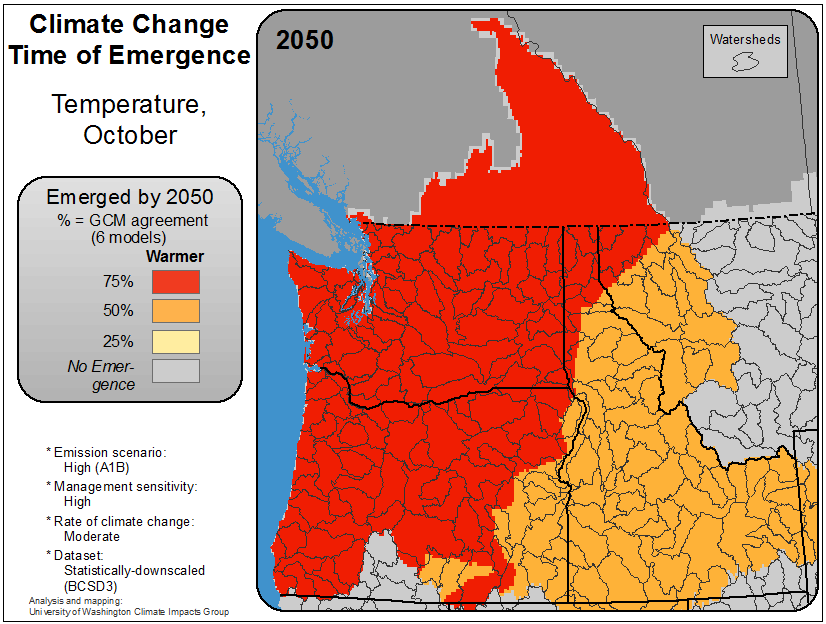 Climate Change
Time of Emergence
Temperature,
October
Emerged by 2050
% = GCM agreement
(6 models)
Warmer
75%
50%
25%
No Emer-
gence
* Emission scenario:
High (A1B)
* Management sensitivity:
High
* Rate of climate change:
Moderate
* Dataset:
Statistically-downscaled
(BCSD3)
Analysis and mapping:
University of Washington Climate Impacts Group
2050
Watersheds